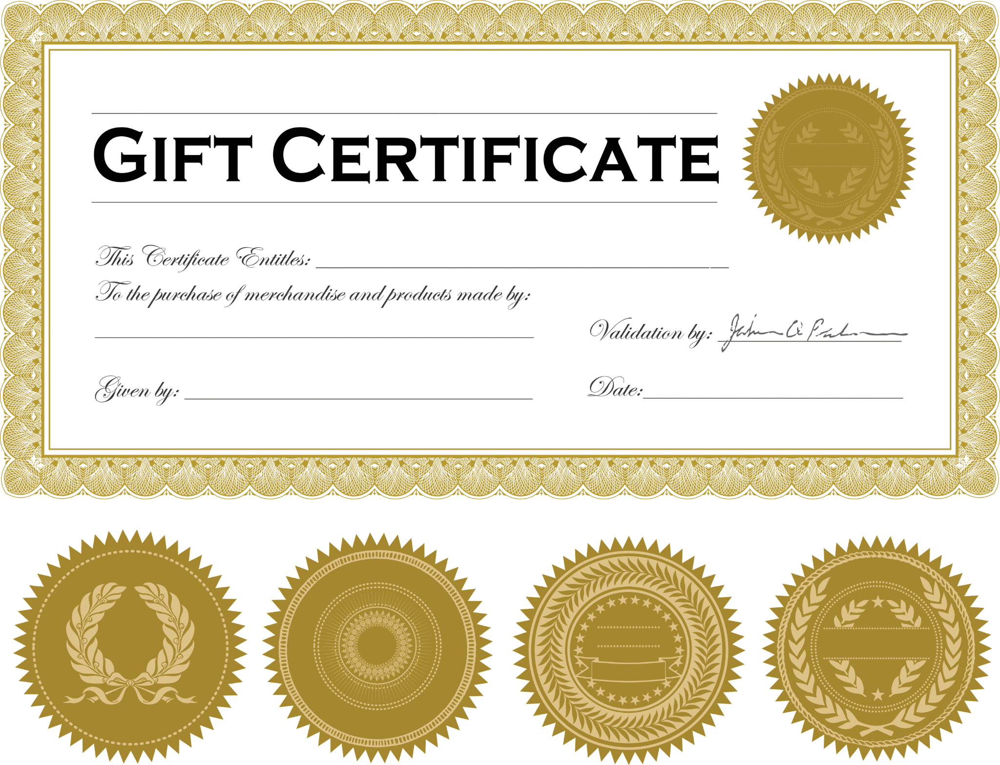 GIFT CERTIFICATE
This Certificate Entitles:
To the purchase of merchandise and products made by:
Validation by:
Given by:
Date: